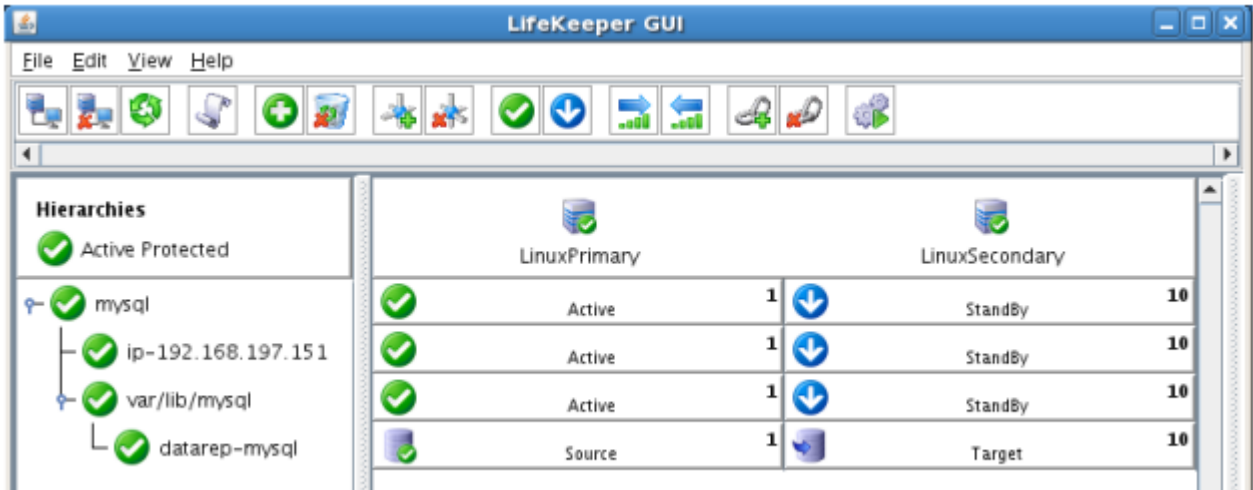 LifeKeeper GUI
File Edit View Help
Hierarchies
Active Protected
LinuxPrimary LinuxSecondary
mysql Active 1 StandBy 10
ip-192.168.197.151 Active 1 StandBy 10
var/lib/mysql Active 1 StandBy 10
datarep-mysql Source 1 Target 10